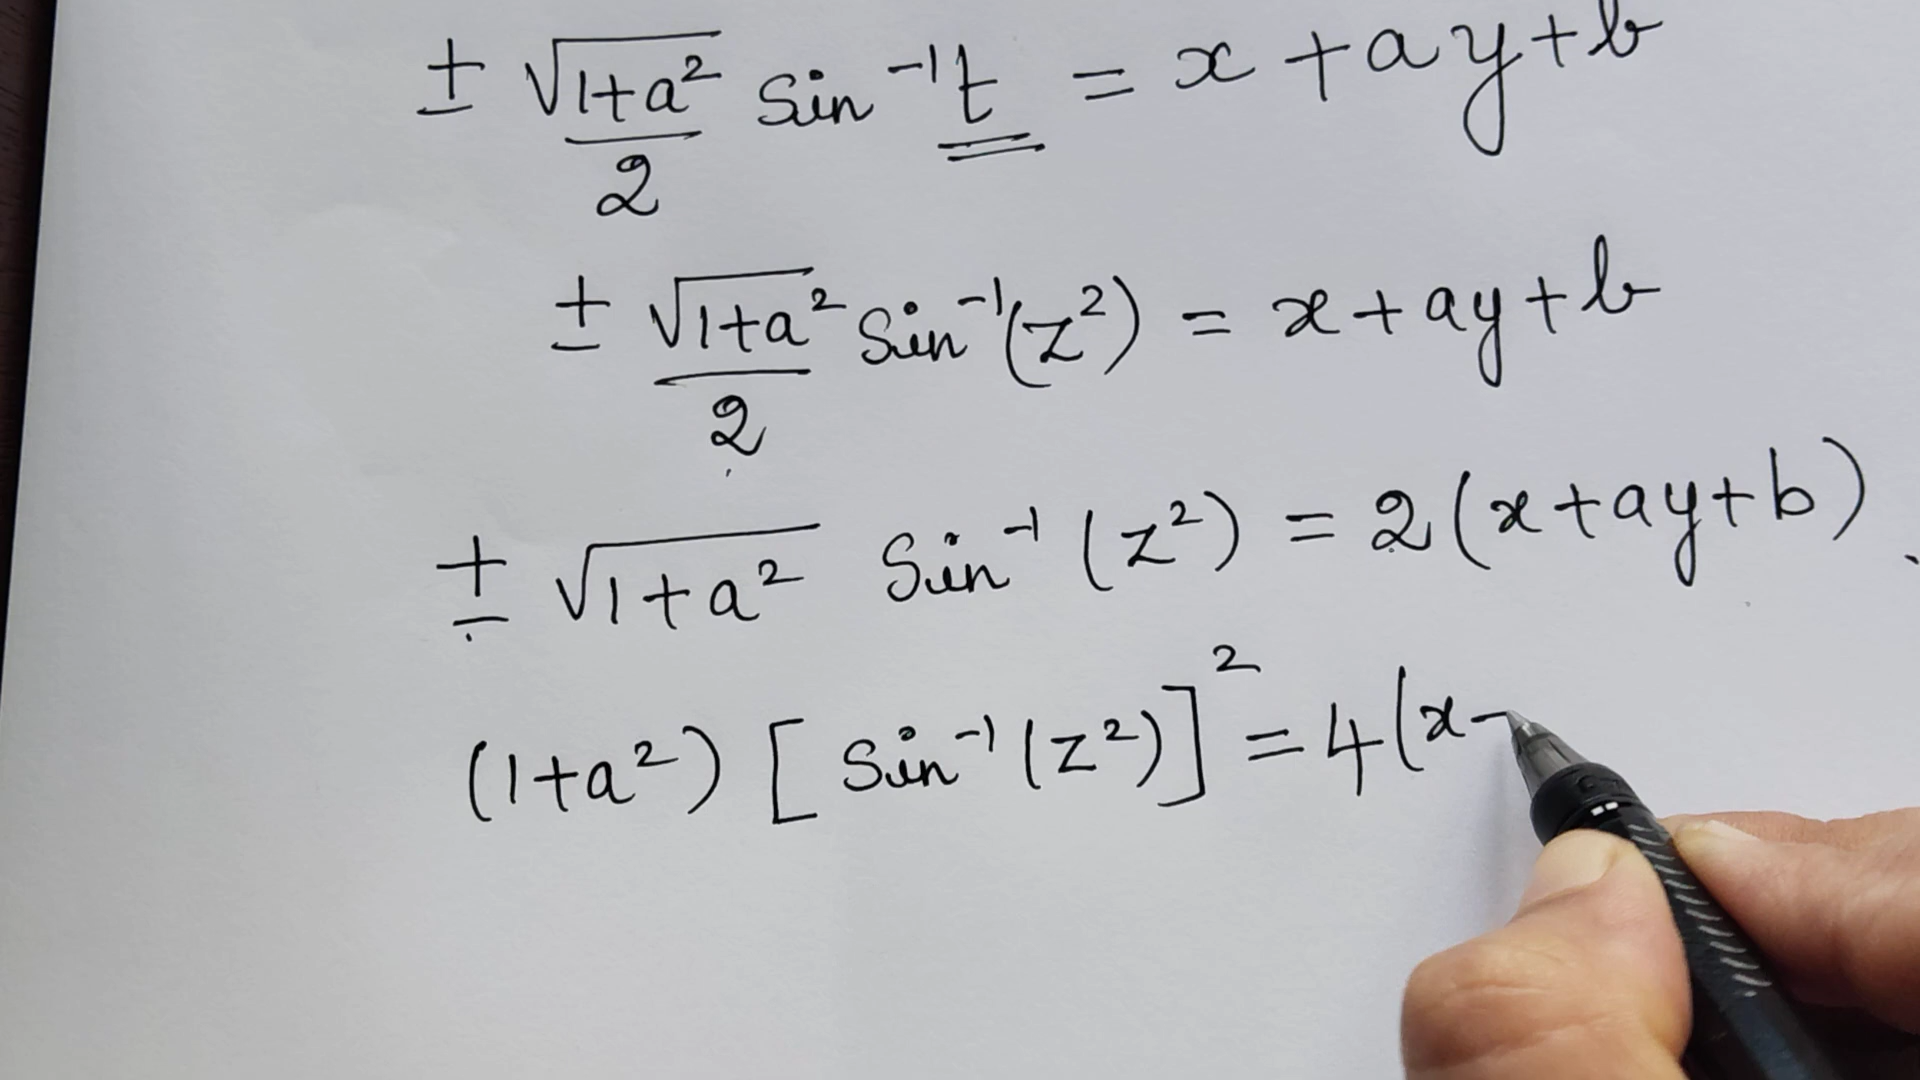 ± √(1+a²)/2 Sin⁻¹t = x + ay + b
± √(1+a²)/2 Sin⁻¹(z²) = x + ay + b
± √(1+a²) Sin⁻¹(z²) = 2(x + ay + b)
(1+a²) [Sin⁻¹(z²)]² = 4(x -